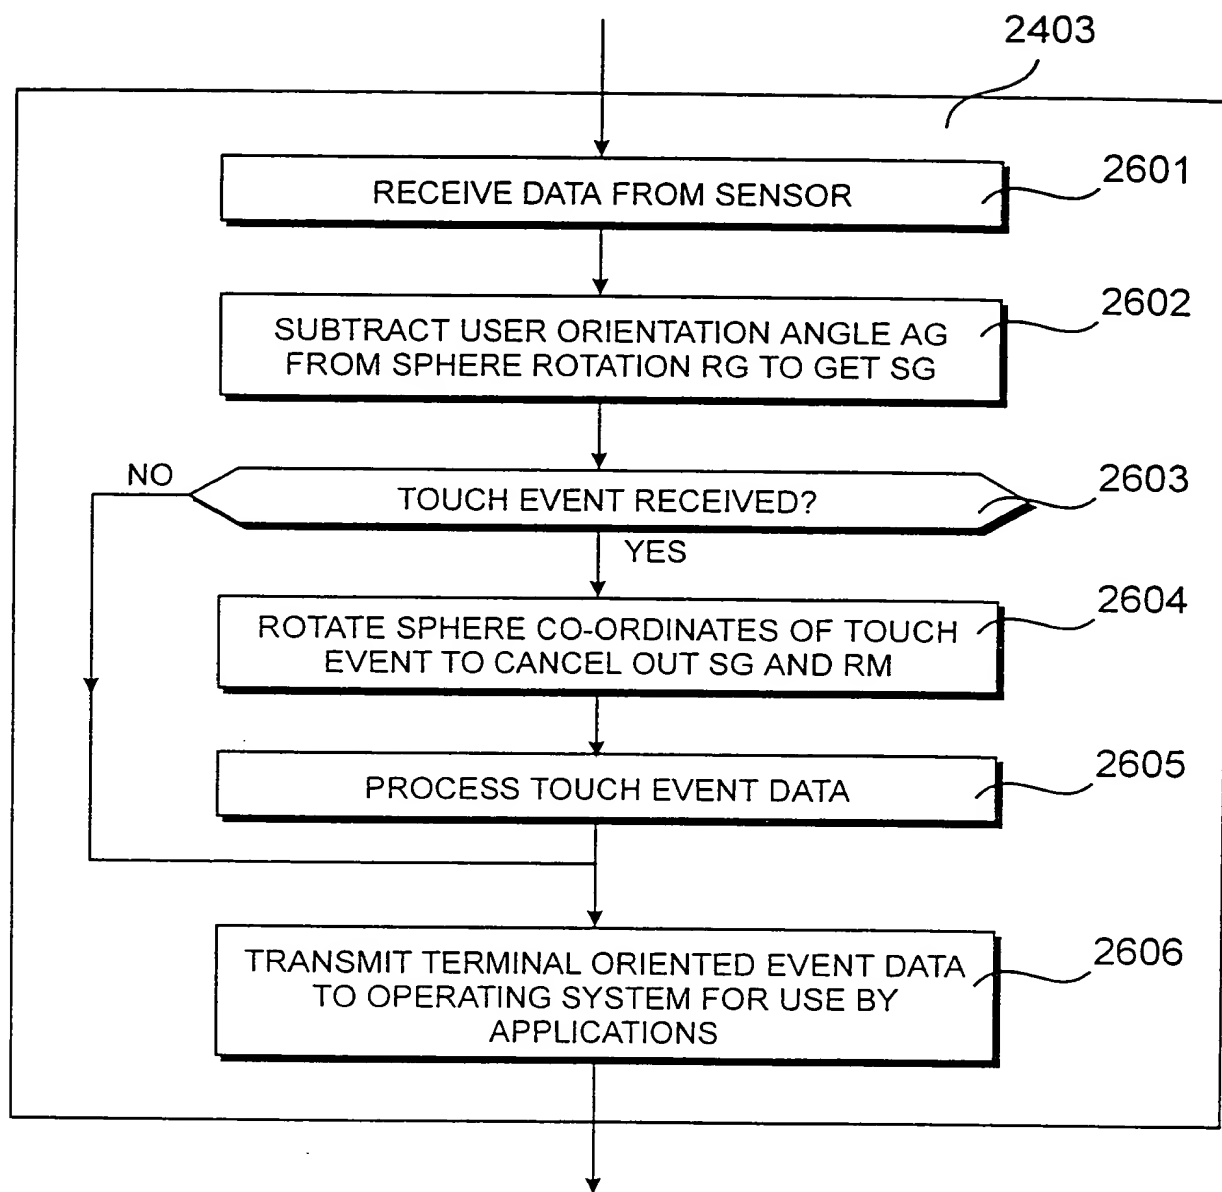 2403
RECEIVE DATA FROM SENSOR
2601
SUBTRACT USER ORIENTATION ANGLE AG
FROM SPHERE ROTATION RG TO GET SG
2602
NO
TOUCH EVENT RECEIVED?
2603
YES
ROTATE SPHERE CO-ORDINATES OF TOUCH
EVENT TO CANCEL OUT SG AND RM
2604
PROCESS TOUCH EVENT DATA
2605
TRANSMIT TERMINAL ORIENTED EVENT DATA
TO OPERATING SYSTEM FOR USE BY
APPLICATIONS
2606